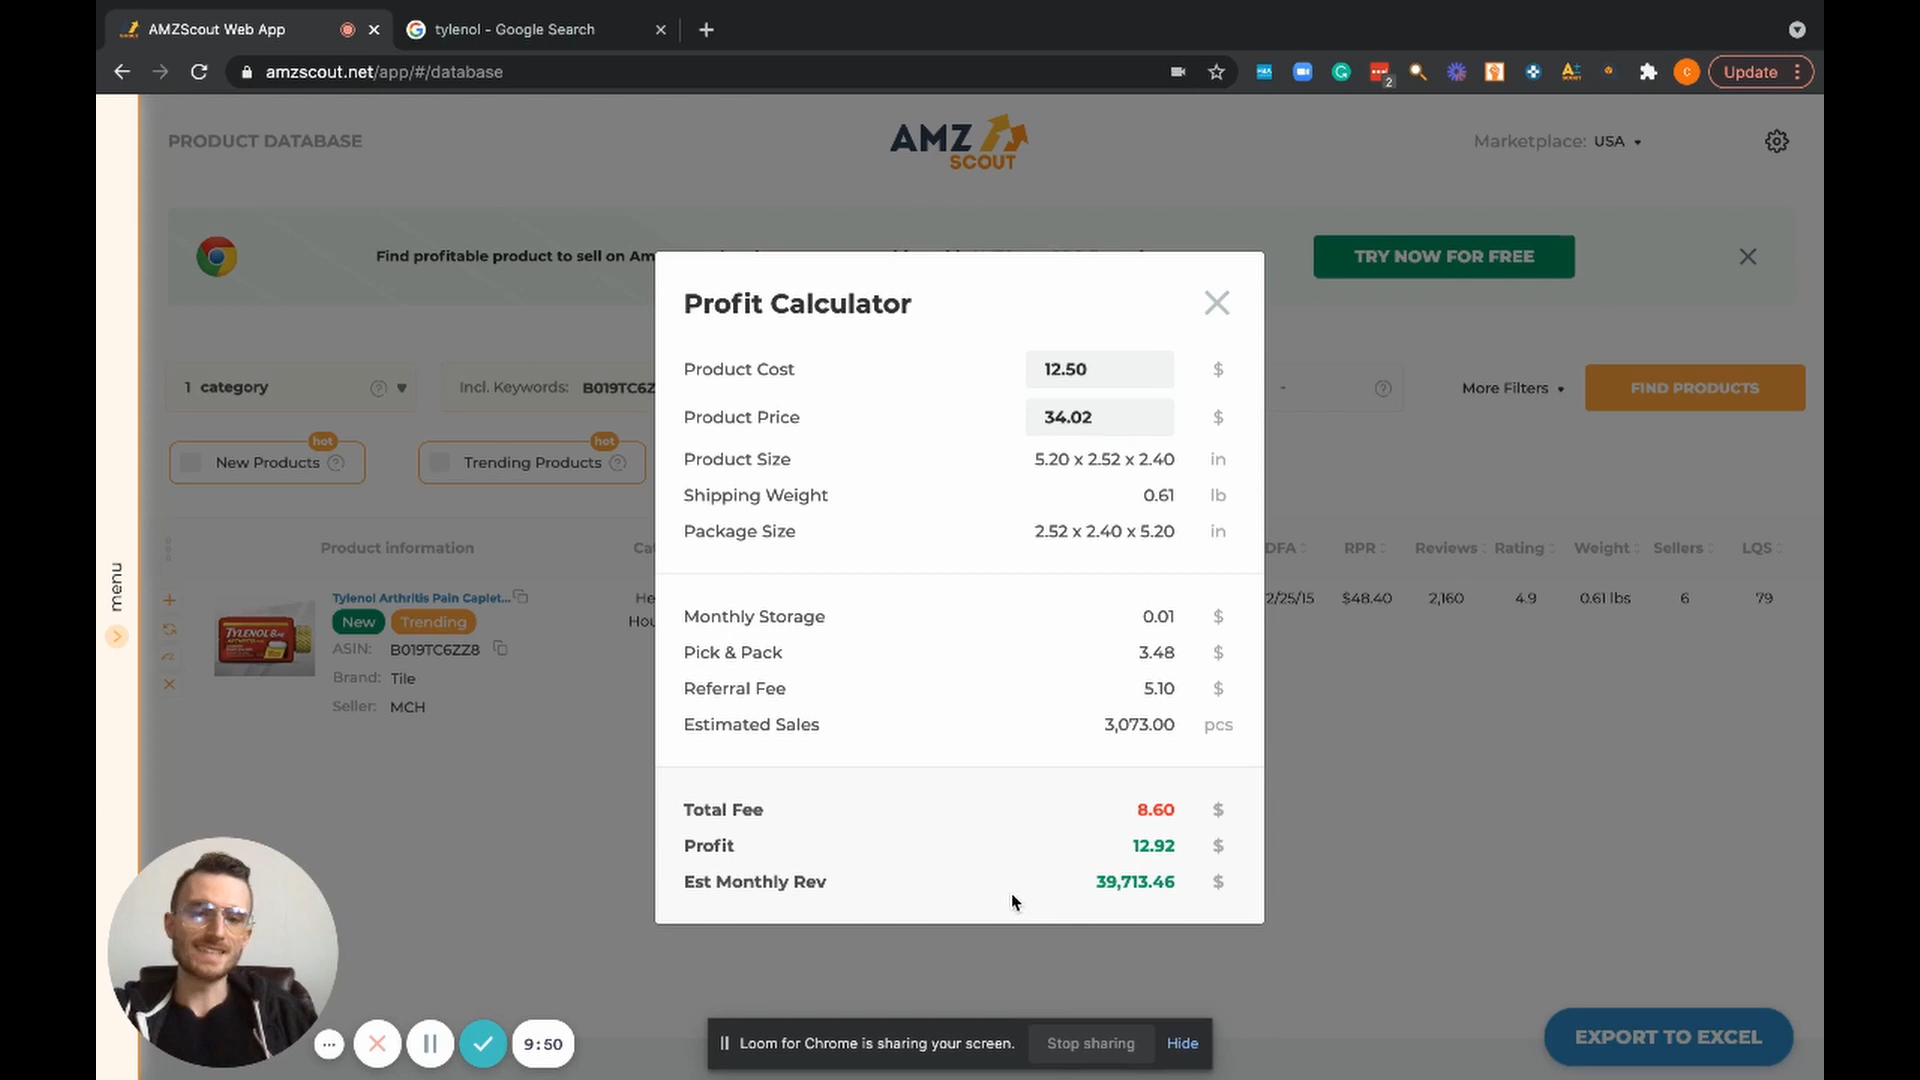 AMZScout Web App
tylenol - Google Search
amzscout.net/app/#/database
2
C
Update
PRODUCT DATABASE
AMZ
SCOUT
Marketplace: USA
Find profitable product to sell on Am
TRY NOW FOR FREE
Profit Calculator
Product Cost 12.50 $
Product Price 34.02 $
Product Size 5.20 x 2.52 x 2.40 in
Shipping Weight 0.61 lb
Package Size 2.52 x 2.40 x 5.20 in
Monthly Storage 0.01 $
Pick & Pack 3.48 $
Referral Fee 5.10 $
Estimated Sales 3,073.00 pcs
Total Fee 8.60 $
Profit 12.92 $
Est Monthly Rev 39,713.46 $
1 category
Incl. Keywords: B019TC6Z
-
More Filters
FIND PRODUCTS
hot
New Products
hot
Trending Products
Product information
Ca
DFA RPR Reviews Rating Weight Sellers LQS
Tylenol Arthritis Pain Caplet...
He
Hou
2/25/15 $48.40 2,160 4.9 0.61 lbs 6 79
New Trending
ASIN: B019TC6ZZ8
Brand: Tile
Seller: MCH
TYLENOL
menu
9:50
Loom for Chrome is sharing your screen.
Stop sharing
Hide
EXPORT TO EXCEL